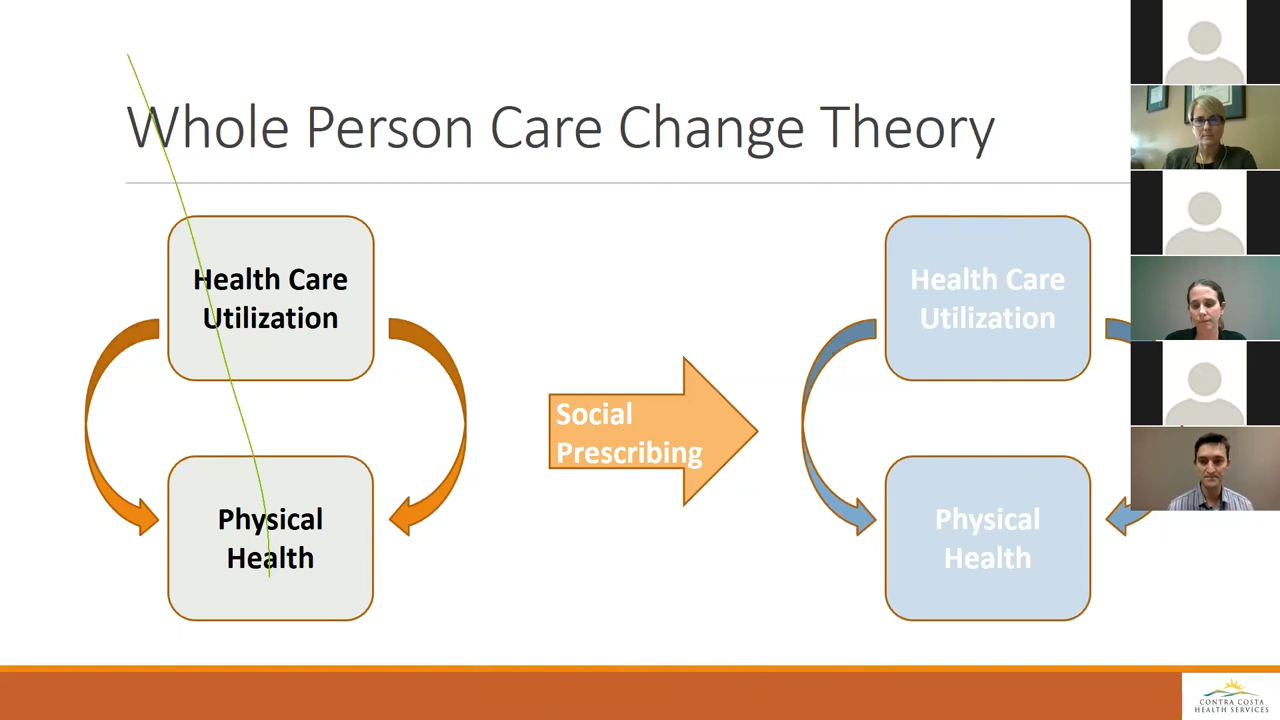 Whole Person Care Change Theory
Health Care
Utilization
Physical
Health
Social
Prescribing
Health Care
Utilization
Physical
Health
CONTRA COSTA
HEALTH SERVICES